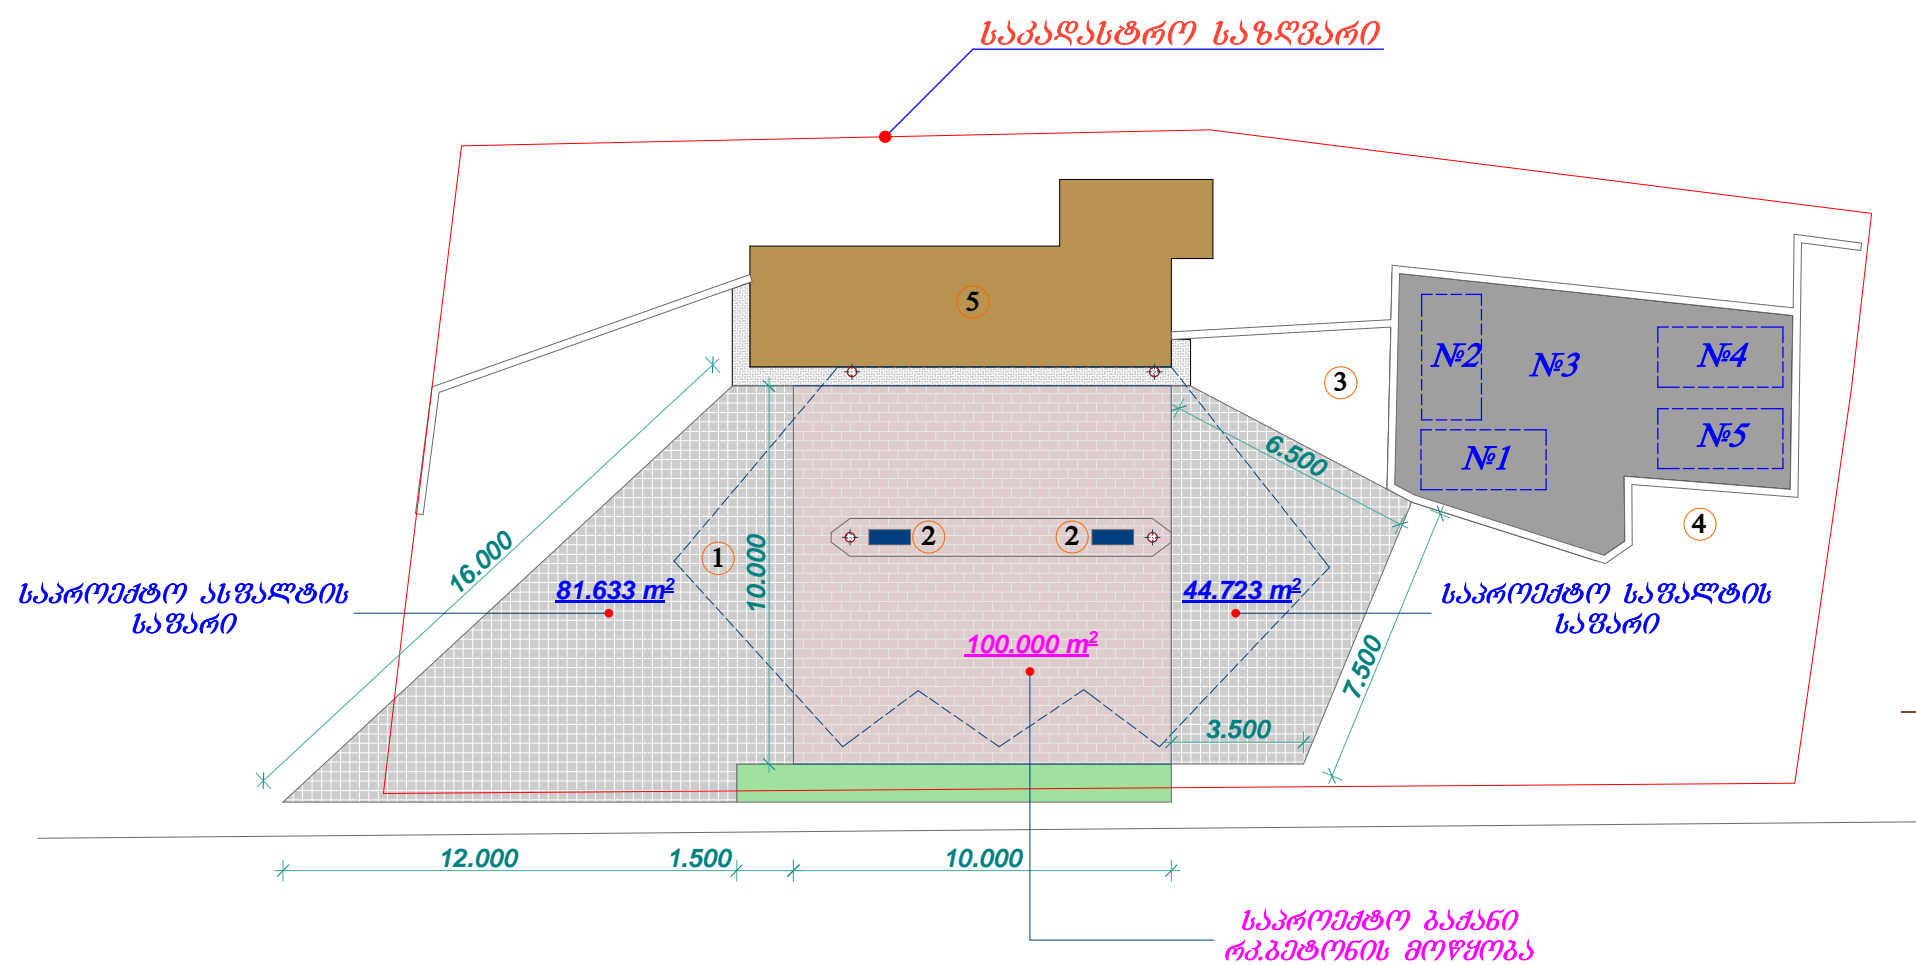 საკადასტრო საზღვარი
5
3
№2
№3
№4
№5
№1
4
6.500
2
2
1
10.000
16.000
81.633 m²
44.723 m²
საპროექტო ასფალტის
საფარი
საპროექტო საფალტის
საფარი
100.000 m²
7.500
3.500
12.000
1.500
10.000
საპროექტო ბაქანი
რკ.ბეტონის მოწყობა